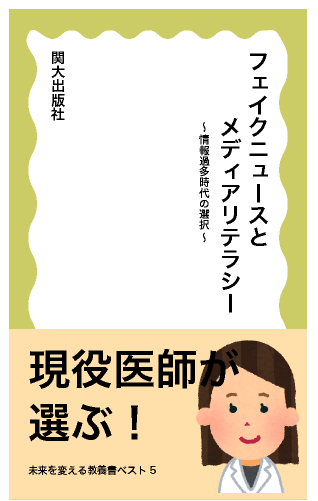 フェイクニュースと
メディアリテラシー
〜情報過多時代の選択〜
関大出版社
現役医師が
選ぶ！
未来を変える教養書ベスト5